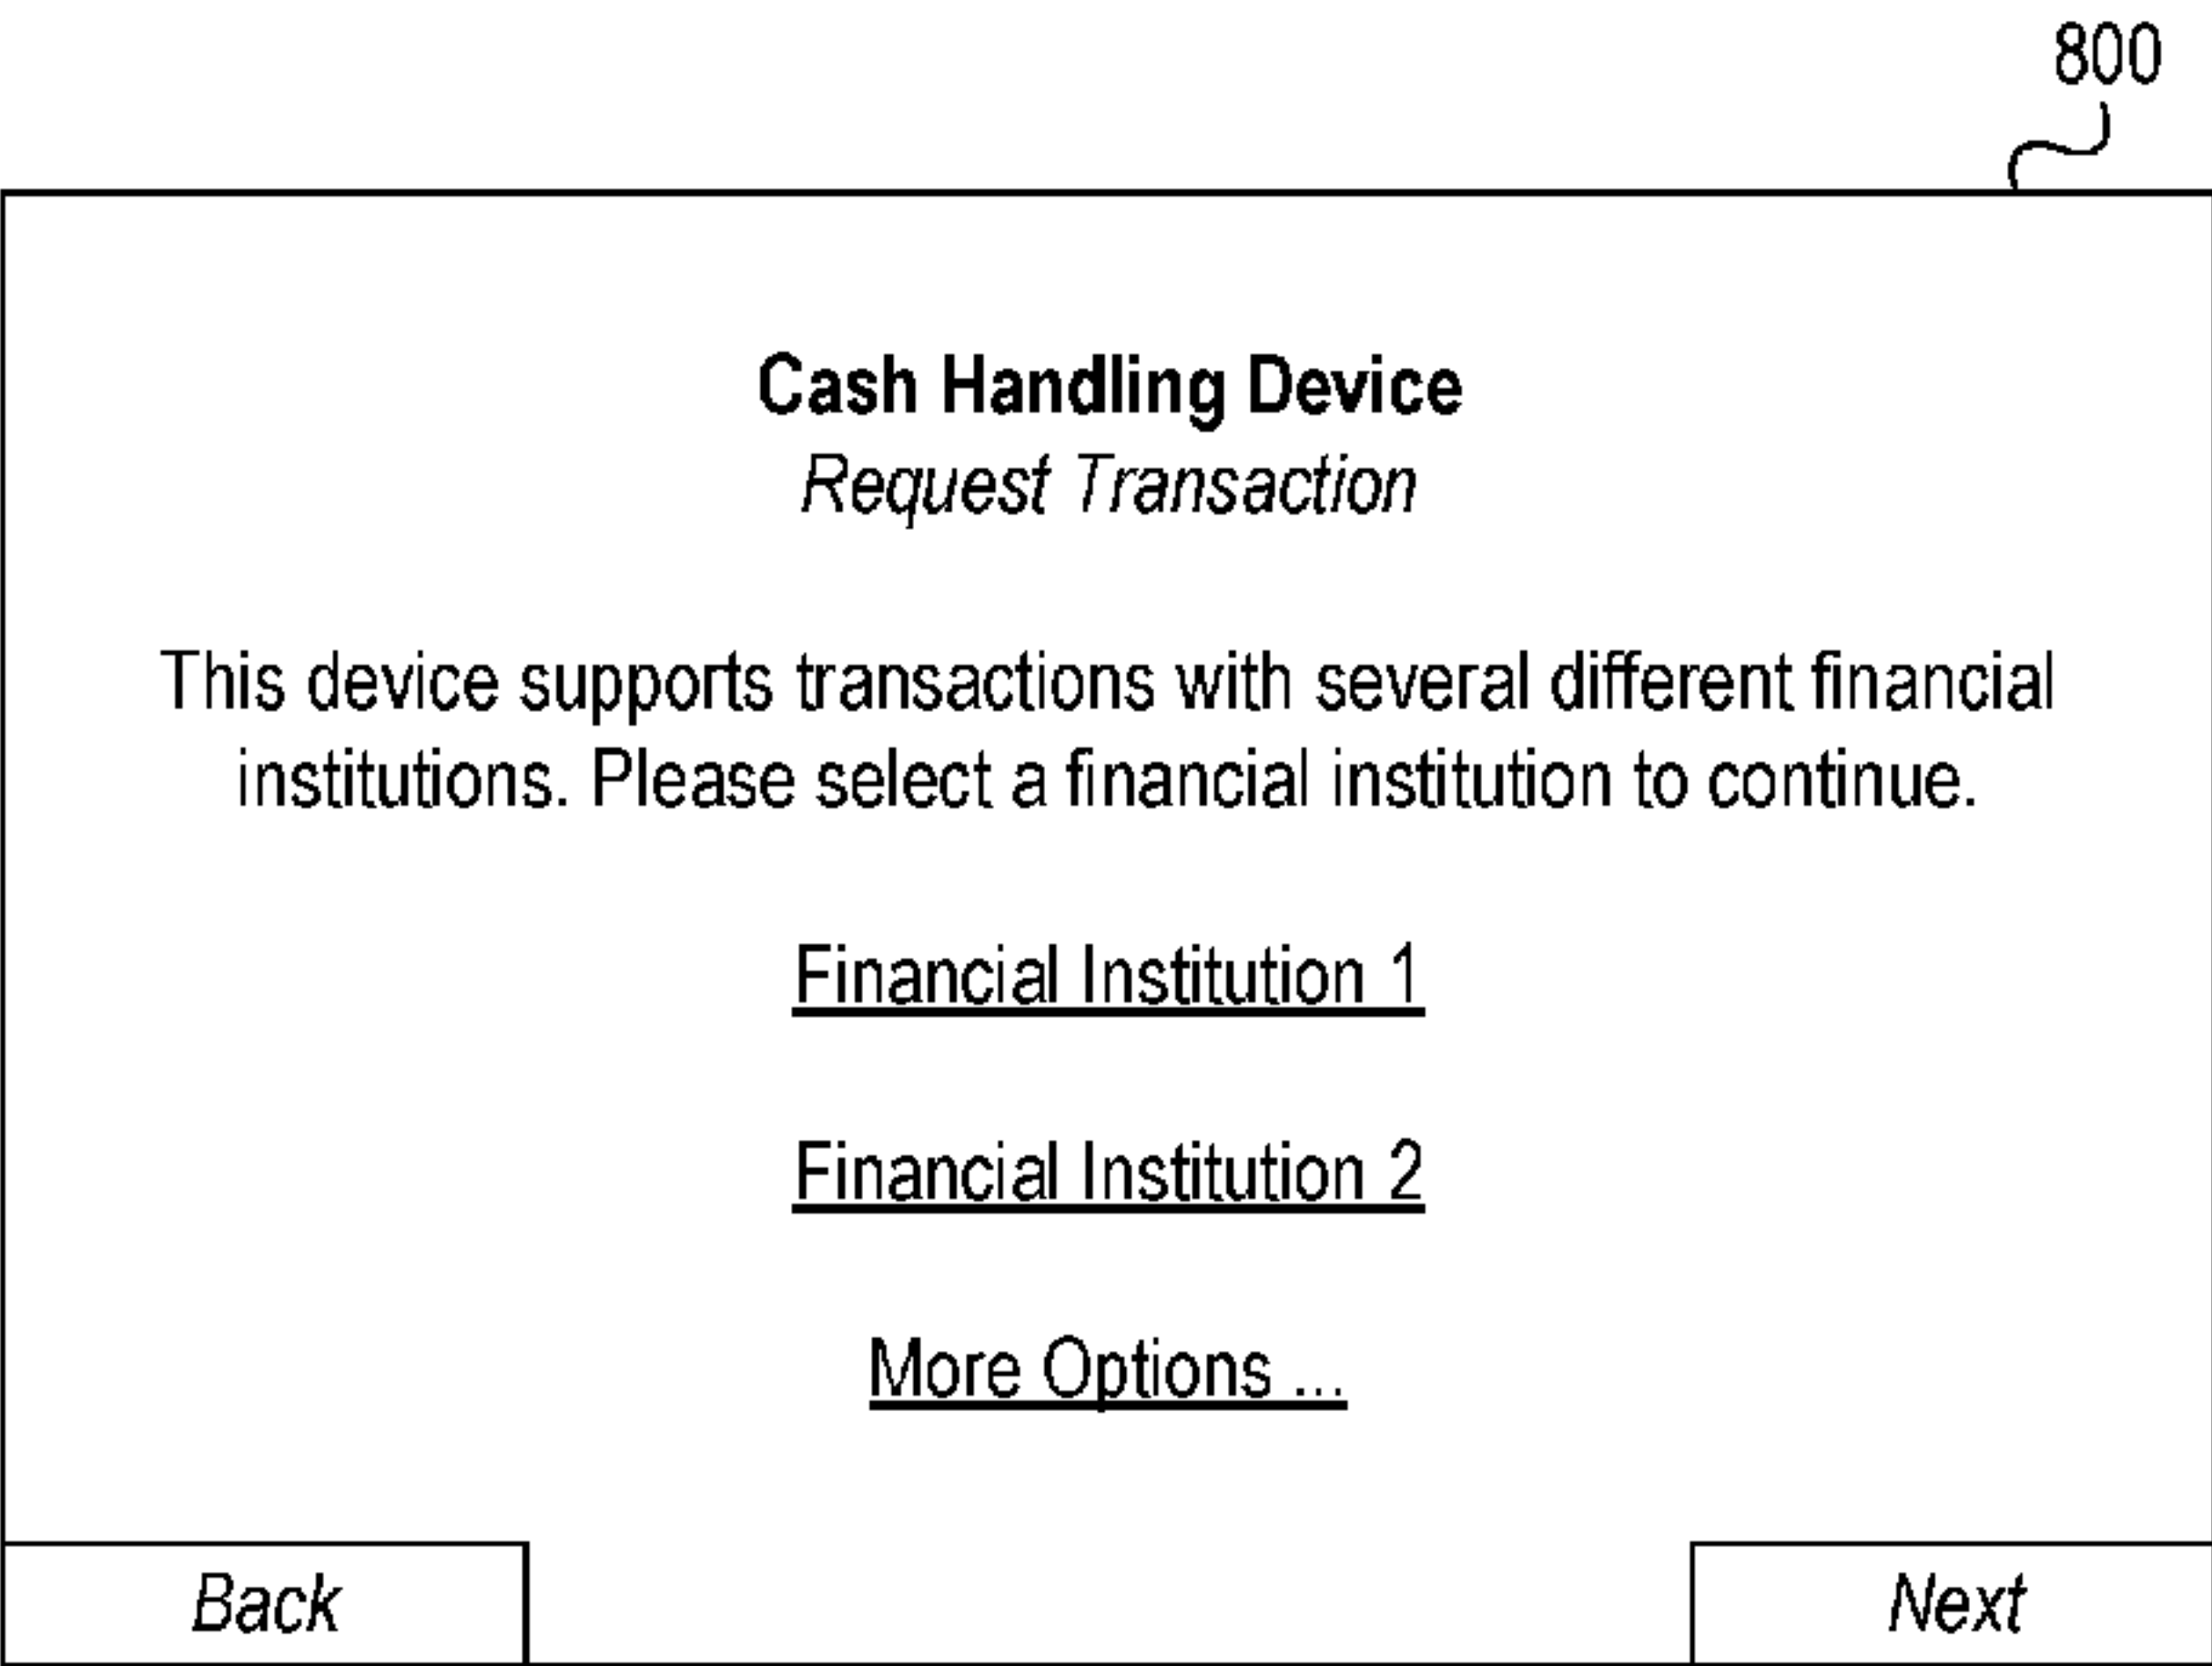 800
Cash Handling Device
Request Transaction
This device supports transactions with several different financial
institutions. Please select a financial institution to continue.
Financial Institution 1
Financial Institution 2
More Options ...
Back
Next